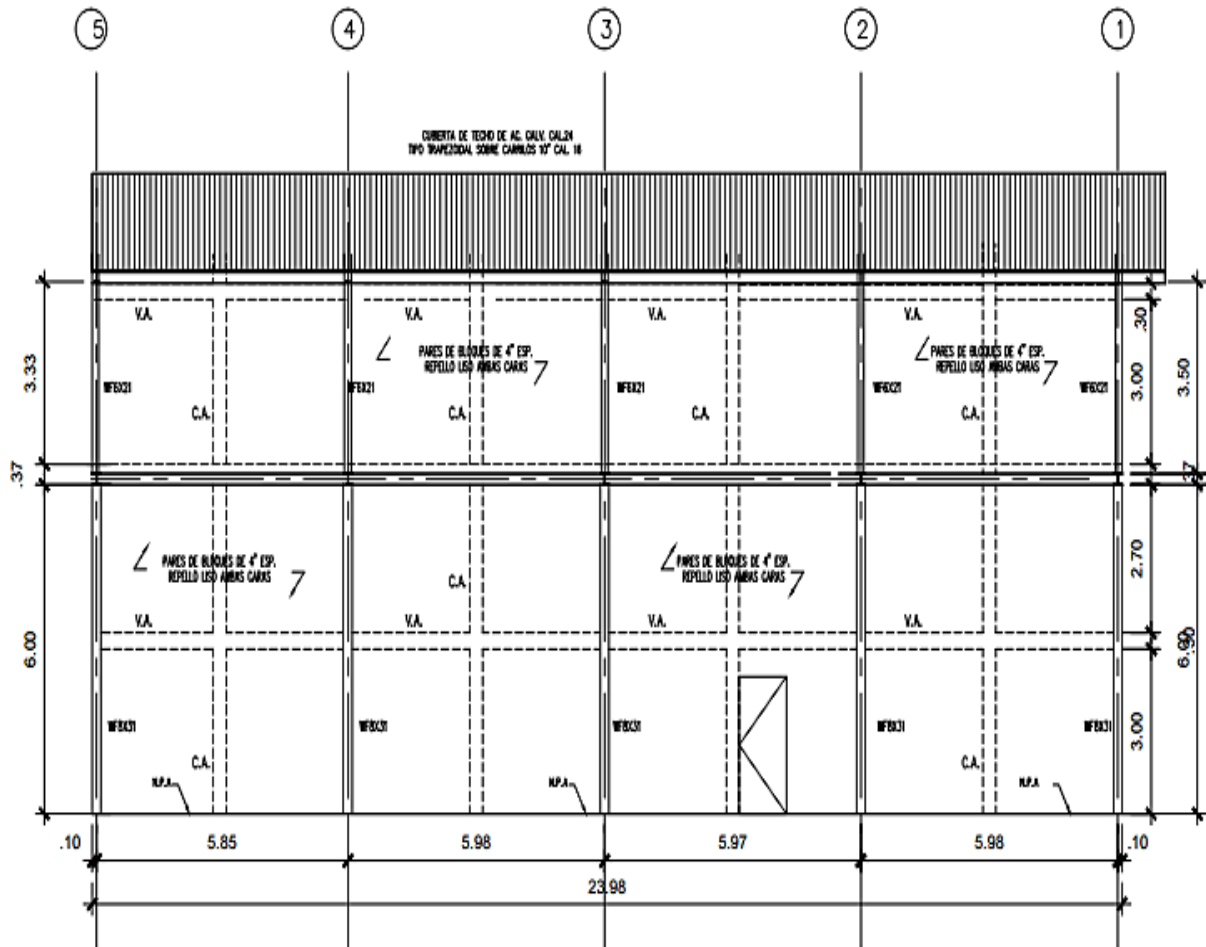 5 4 3 2 1
CUBIERTA DE TECHO DE AC. GALV. CAL.24
TIPO TRAPEZOIDAL SOBRE CARRILOS 10" CAL. 16
V.A. V.A. V.A. V.A.
.30
PARES DE BLOQUES DE 4" ESP. PARES DE BLOQUES DE 4" ESP.
REPELLO LISO AMBAS CARAS REPELLO LISO AMBAS CARAS
3.33 3.00 3.50
WF6X21 WF6X21 WF6X21 WF6X21 WF6X21
C.A. C.A. C.A. C.A.
.37
PARES DE BLOQUES DE 4" ESP. PARES DE BLOQUES DE 4" ESP.
REPELLO LISO AMBAS CARAS REPELLO LISO AMBAS CARAS
2.70
C.A.
V.A. V.A. V.A. V.A.
6.00
WF8X31 WF8X31 WF8X31 WF8X31 WF8X31
3.00
C.A. C.A.
N.P.A N.P.A N.P.A
.10 5.85 5.98 5.97 5.98 .10
23.98